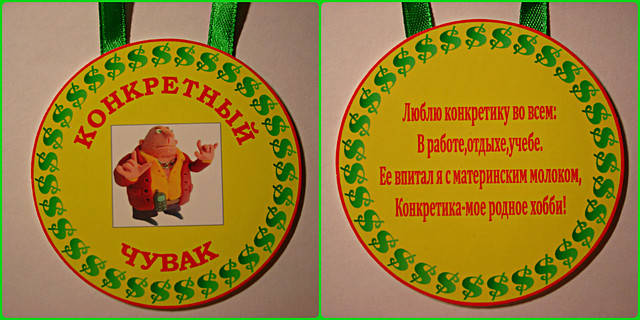 КОНКРЕТНЫЙ
ЧУВАК
Люблю конкретику во всем:
В работе,отдыхе,учебе.
Ее впитал я с материнским молоком,
Конкретика-мое родное хобби!